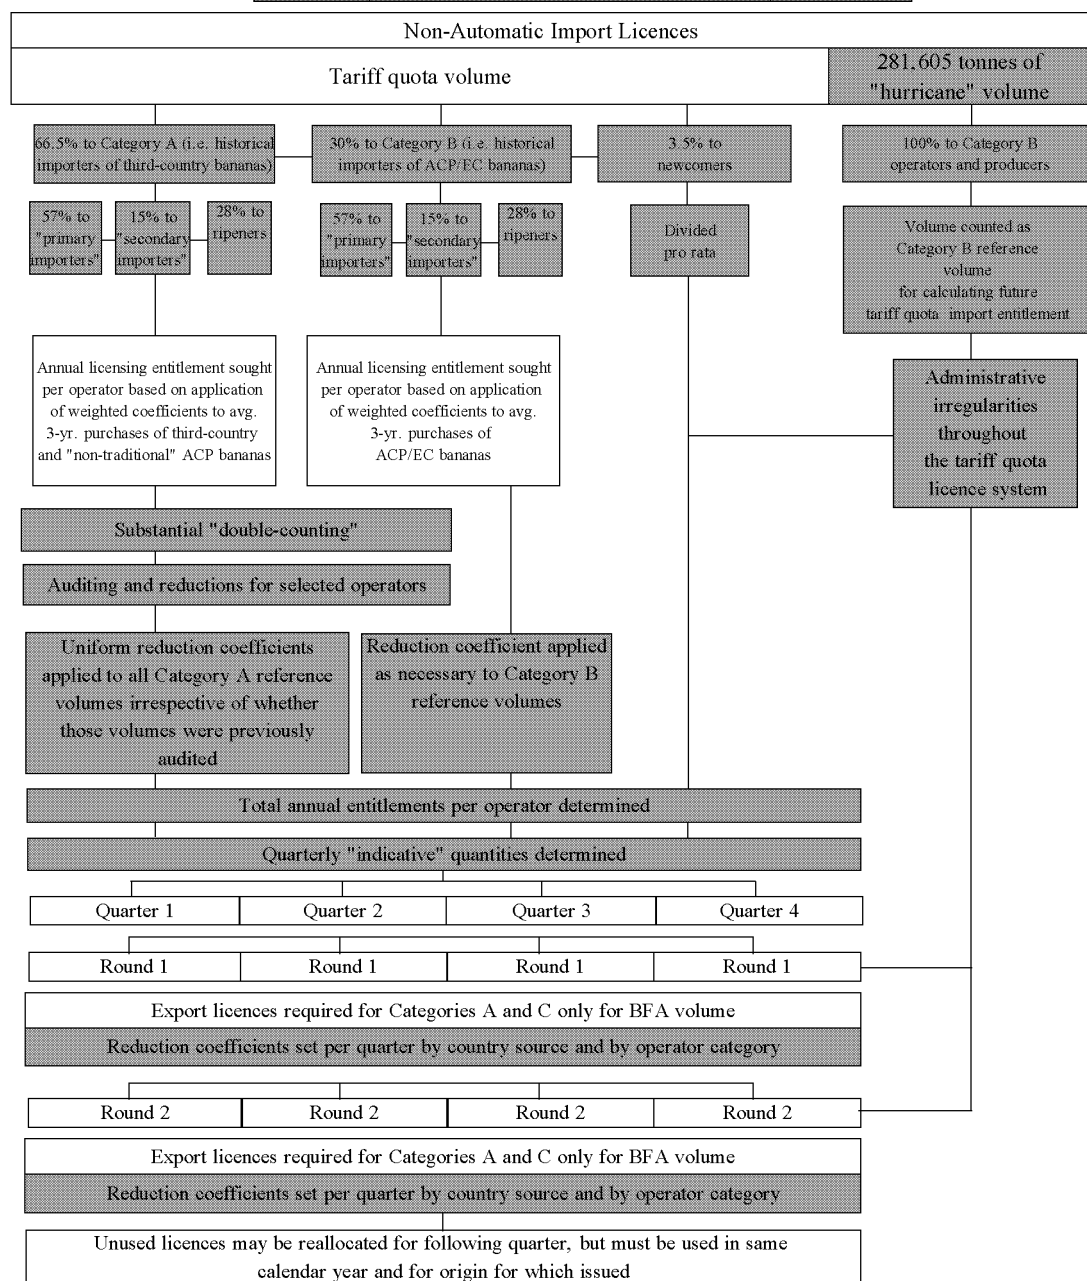 Non-Automatic Import Licences
Tariff quota volume
281,605 tonnes of
"hurricane" volume
66.5% to Category A (i.e. historical
importers of third-country bananas)
30% to Category B (i.e. historical
importers of ACP/EC bananas)
3.5% to
newcomers
100% to Category B
operators and producers
57% to
"primary
importers"
15% to
"secondary
importers"
28% to
ripeners
57% to
"primary
importers"
15% to
"secondary
importers"
28% to
ripeners
Divided
pro rata
Volume counted as
Category B reference
volume
for calculating future
tariff quota import entitlement
Annual licensing entitlement sought
per operator based on application
of weighted coefficients to avg.
3-yr. purchases of third-country
and "non-traditional" ACP bananas
Annual licensing entitlement sought
per operator based on application
of weighted coefficients to avg.
3-yr. purchases of
ACP/EC bananas
Administrative
irregularities
throughout
the tariff quota
licence system
Substantial "double-counting"
Auditing and reductions for selected operators
Uniform reduction coefficients
applied to all Category A reference
volumes irrespective of whether
those volumes were previously
audited
Reduction coefficient applied
as necessary to Category B
reference volumes
Total annual entitlements per operator determined
Quarterly "indicative" quantities determined
Quarter 1
Quarter 2
Quarter 3
Quarter 4
Round 1
Round 1
Round 1
Round 1
Export licences required for Categories A and C only for BFA volume
Reduction coefficients set per quarter by country source and by operator category
Round 2
Round 2
Round 2
Round 2
Export licences required for Categories A and C only for BFA volume
Reduction coefficients set per quarter by country source and by operator category
Unused licences may be reallocated for following quarter, but must be used in same
calendar year and for origin for which issued